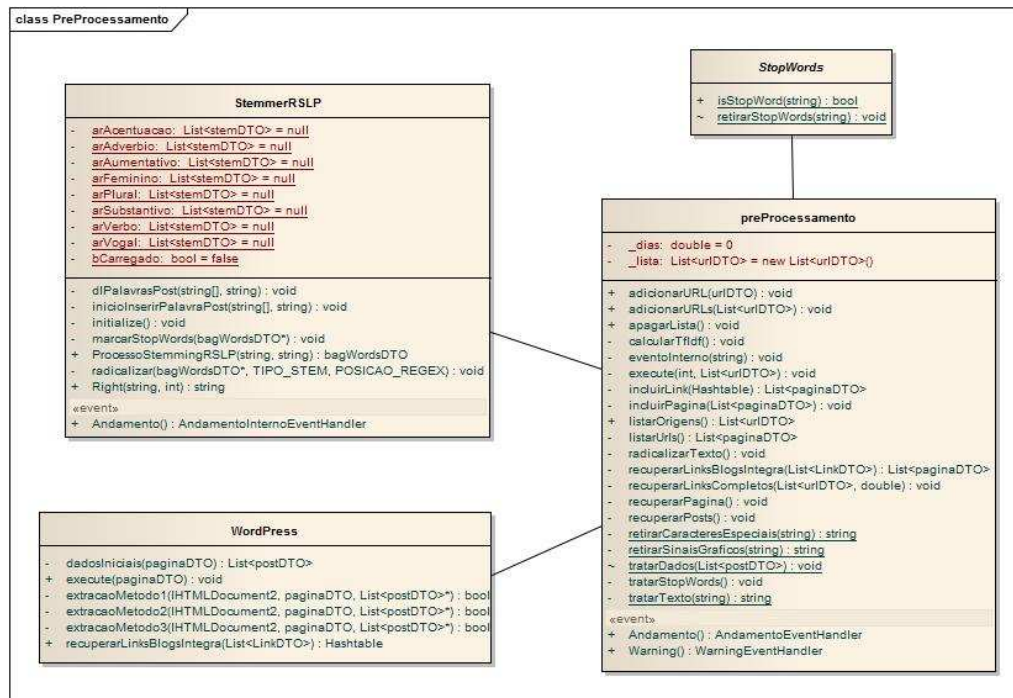 class PreProcessamento
StopWords
+ isStopWord(string) : bool
~ retirarStopWords(string) : void
StemmerRSLP
- arAcentuacao: List<stemDTO> = null
- arAdverbio: List<stemDTO> = null
- arAumentativo: List<stemDTO> = null
- arFeminino: List<stemDTO> = null
- arPlural: List<stemDTO> = null
- arSubstantivo: List<stemDTO> = null
- arVerbo: List<stemDTO> = null
- arVogal: List<stemDTO> = null
- bCarregado: bool = false
- dlPalavrasPost(string[], string) : void
- inicioInserirPalavraPost(string[], string) : void
- initialize() : void
- marcarStopWords(bagWordsDTO*) : void
+ ProcessoStemmingRSLP(string, string) : bagWordsDTO
- radicalizar(bagWordsDTO*, TIPO_STEM, POSICAO_REGEX) : void
+ Right(string, int) : string
«event»
+ Andamento() : AndamentoInternoEventHandler
preProcessamento
- _dias: double = 0
- _lista: List<urlDTO> = new List<urlDTO>()
+ adicionarURL(urlDTO) : void
+ adicionarURLs(List<urlDTO>) : void
+ apagarLista() : void
- calcularTfIdf() : void
- eventoInterno(string) : void
- execute(int, List<urlDTO>) : void
- incluirLink(Hashtable) : List<paginaDTO>
- incluirPagina(List<paginaDTO>) : void
+ listarOrigens() : List<urlDTO>
- listarUrls() : List<paginaDTO>
- radicalizarTexto() : void
- recuperarLinksBlogsIntegra(List<LinkDTO>) : List<paginaDTO>
- recuperarLinksCompletos(List<urlDTO>, double) : void
- recuperarPagina() : void
- recuperarPosts() : void
- retirarCaracteresEspeciais(string) : string
- retirarSinaisGraficos(string) : string
~ tratarDados(List<postDTO>) : void
- tratarStopWords() : void
- tratarTexto(string) : string
«event»
+ Andamento() : AndamentoEventHandler
+ Warning() : WarningEventHandler
WordPress
- dadosIniciais(paginaDTO) : List<postDTO>
+ execute(paginaDTO) : void
- extracaoMetodo1(IHTMLDocument2, paginaDTO, List<postDTO>*) : bool
- extracaoMetodo2(IHTMLDocument2, paginaDTO, List<postDTO>*) : bool
- extracaoMetodo3(IHTMLDocument2, paginaDTO, List<postDTO>*) : bool
+ recuperarLinksBlogsIntegra(List<LinkDTO>) : Hashtable